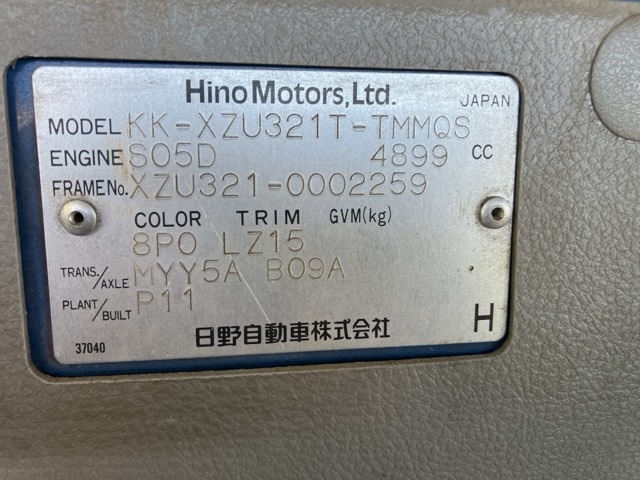 Hino Motors, Ltd. JAPAN
MODEL KK-XZU321T-TMMQS
ENGINE S05D 4899 CC
FRAME No. XZU321-0002259
COLOR TRIM GVM(kg)
8P0 LZ15
TRANS./AXLE MYY5A B09A
PLANT/BUILT P11
37040 日野自動車株式会社 H